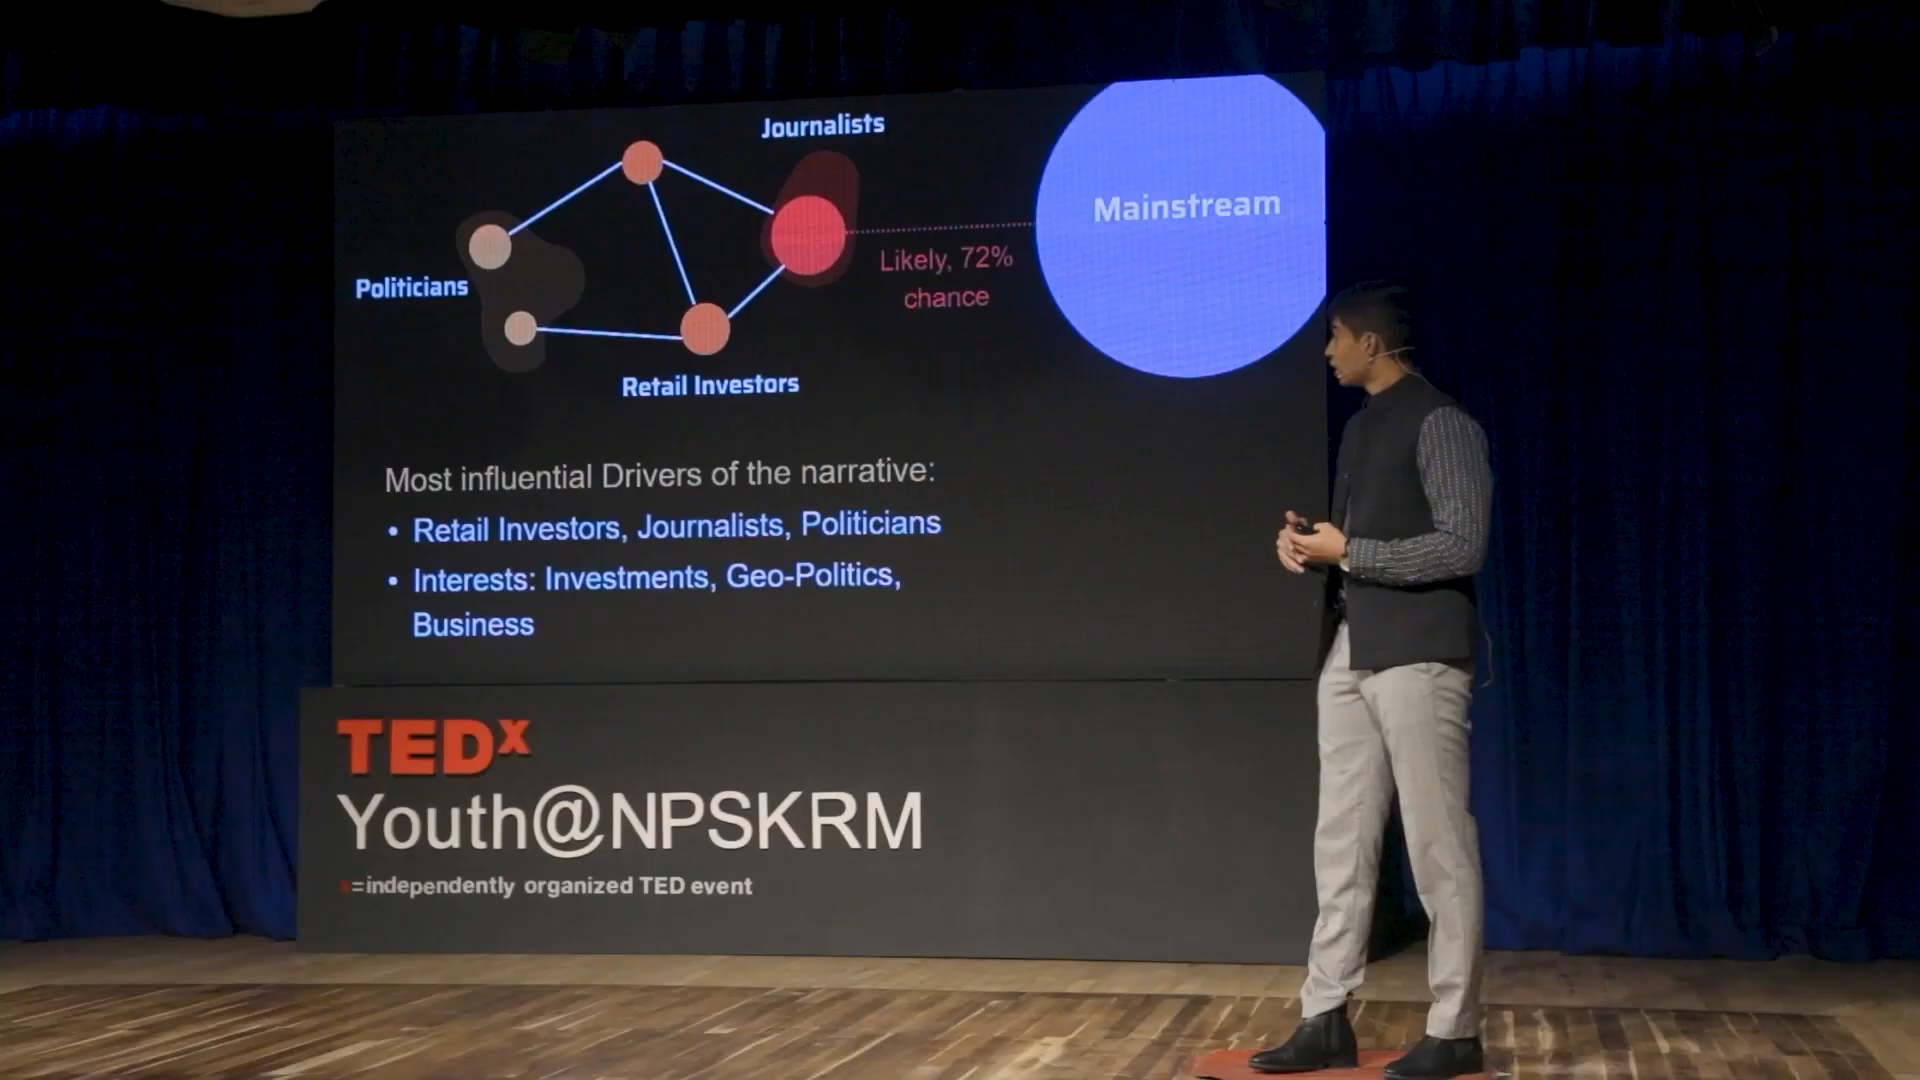 Journalists
Mainstream
Likely, 72%
chance
Politicians
Retail Investors
Most influential Drivers of the narrative:
• Retail Investors, Journalists, Politicians
• Interests: Investments, Geo-Politics,
Business
TEDx
Youth@NPSKRM
x=independently organized TED event